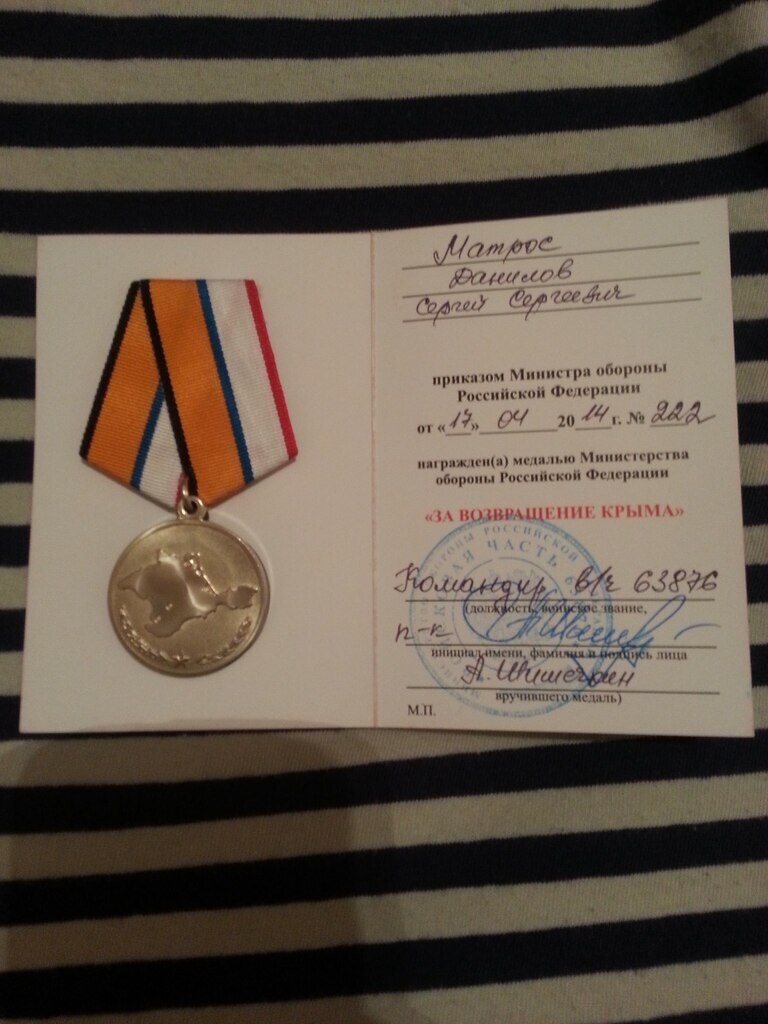 Матрос
Данилов
Сергей Сергеевич
приказом Министра обороны
Российской Федерации
от «17» 04 2014 г. № 222
награжден(а) медалью Министерства
обороны Российской Федерации
«ЗА ВОЗВРАЩЕНИЕ КРЫМА»
Командир в/ч 63876
(должность, воинское звание,
п-к
инициал имени, фамилия и подпись лица
вручившего медаль)
М.П.